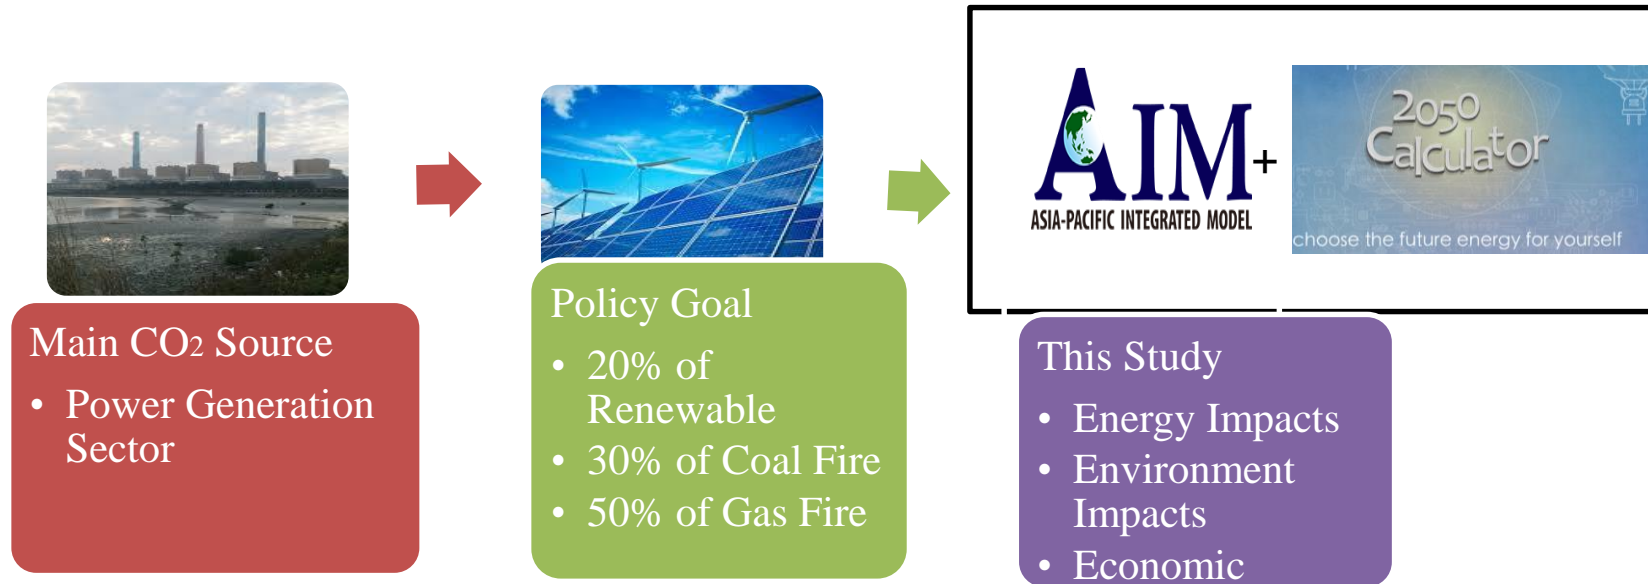 Main CO2 Source
• Power Generation
Sector
Policy Goal
• 20% of
Renewable
• 30% of Coal Fire
• 50% of Gas Fire
AIM
ASIA-PACIFIC INTEGRATED MODEL
+
2050
Calculator
choose the future energy for yourself
This Study
• Energy Impacts
• Environment
Impacts
• Economic